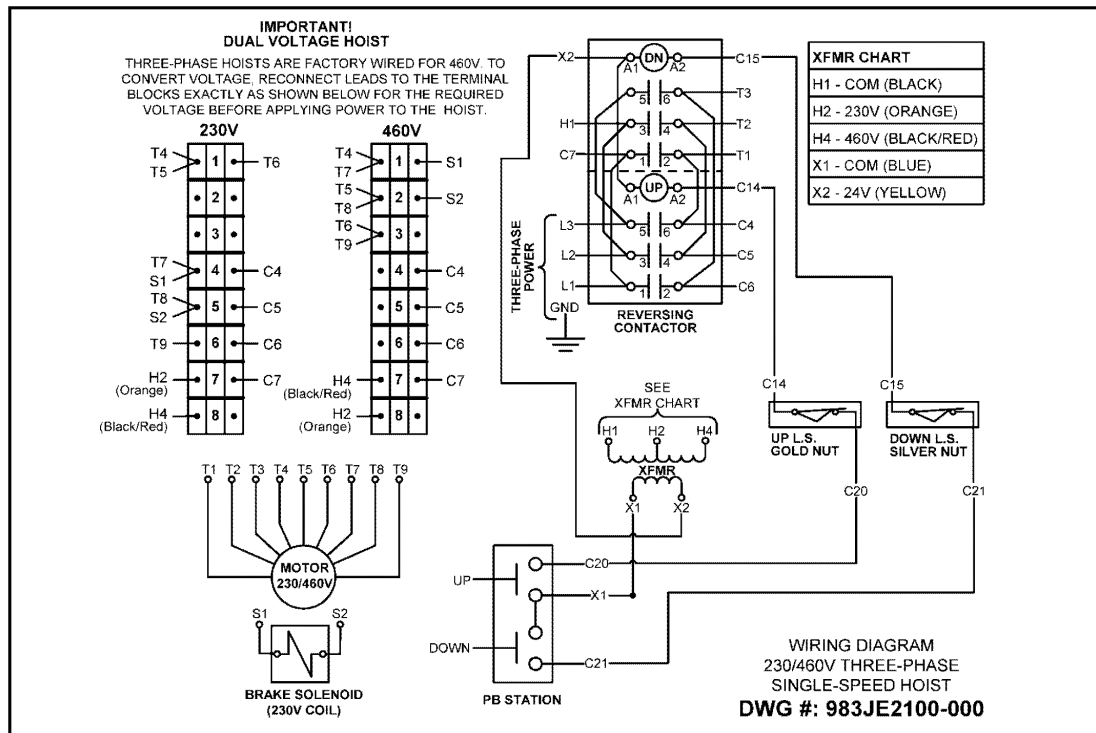 IMPORTANT!
DUAL VOLTAGE HOIST
THREE-PHASE HOISTS ARE FACTORY WIRED FOR 460V. TO
CONVERT VOLTAGE, RECONNECT LEADS TO THE TERMINAL
BLOCKS EXACTLY AS SHOWN BELOW FOR THE REQUIRED
VOLTAGE BEFORE APPLYING POWER TO THE HOIST.
230V
T4
T5
1
T6
2
3
T7
S1
4
C4
T8
S2
5
C5
T9
6
C6
H2
(Orange)
7
C7
H4
(Black/Red)
8
460V
T4
T7
1
S1
T5
T8
2
S2
T6
T9
3
4
C4
5
C5
6
C6
H4
(Black/Red)
7
C7
H2
(Orange)
8
X2
A1
DN
A2
C15
5
6
T3
H1
3
4
T2
C7
1
2
T1
A1
UP
A2
C14
L3
5
6
C4
L2
3
4
C5
L1
1
2
C6
THREE-PHASE
POWER
GND
REVERSING
CONTACTOR
XFMR CHART
H1 - COM (BLACK)
H2 - 230V (ORANGE)
H4 - 460V (BLACK/RED)
X1 - COM (BLUE)
X2 - 24V (YELLOW)
C14
C15
UP L.S.
GOLD NUT
DOWN L.S.
SILVER NUT
C20
C21
SEE
XFMR CHART
H1
H2
H4
XFMR
X1
X2
T1
T2
T3
T4
T5
T6
T7
T8
T9
MOTOR
230/460V
S1
S2
BRAKE SOLENOID
(230V COIL)
UP
C20
X1
DOWN
C21
PB STATION
WIRING DIAGRAM
230/460V THREE-PHASE
SINGLE-SPEED HOIST
DWG #: 983JE2100-000